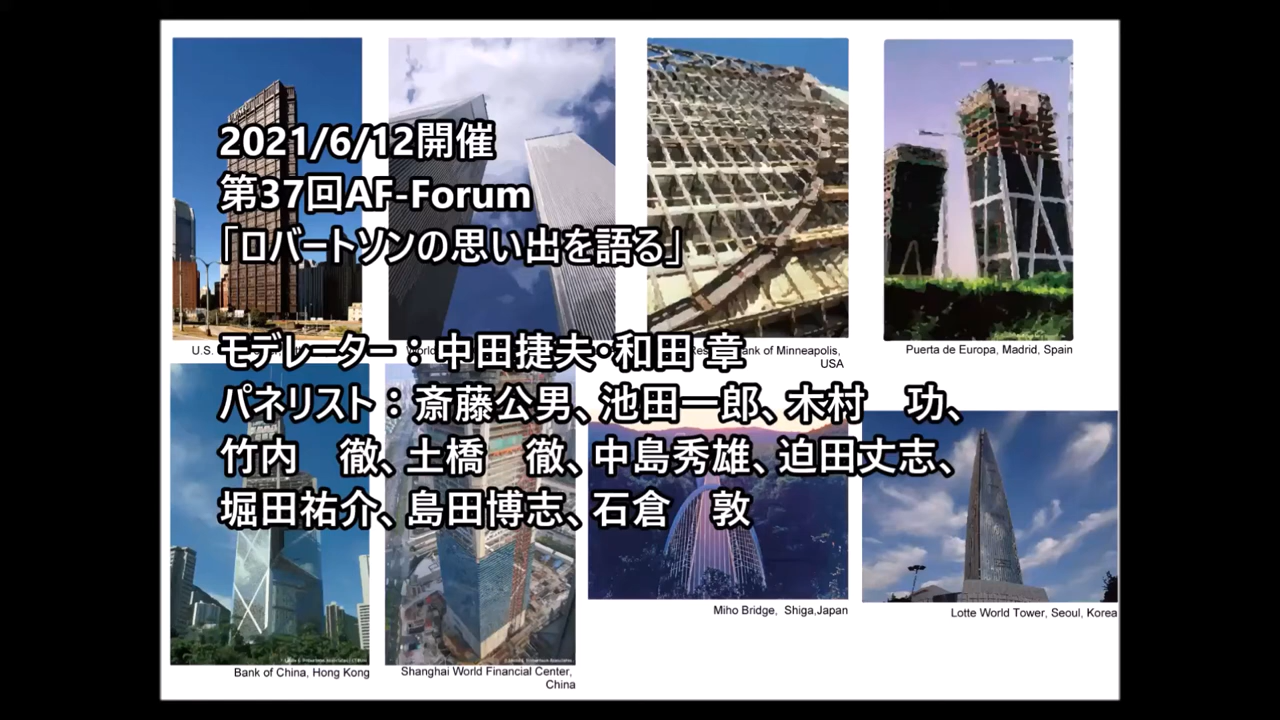 2021/6/12開催
第37回AF-Forum
「ロバートソンの思い出を語る」
モデレーター：中田捷夫・和田 章
パネリスト：斎藤公男、池田一郎、木村　功、
竹内　徹、土橋　徹、中島秀雄、迫田丈志、
堀田祐介、島田博志、石倉　敦
U.S.
ank of Minneapolis,
USA
Puerta de Europa, Madrid, Spain
Bank of China, Hong Kong
Shanghai World Financial Center,
China
Miho Bridge, Shiga,Japan
Lotte World Tower, Seoul, Korea